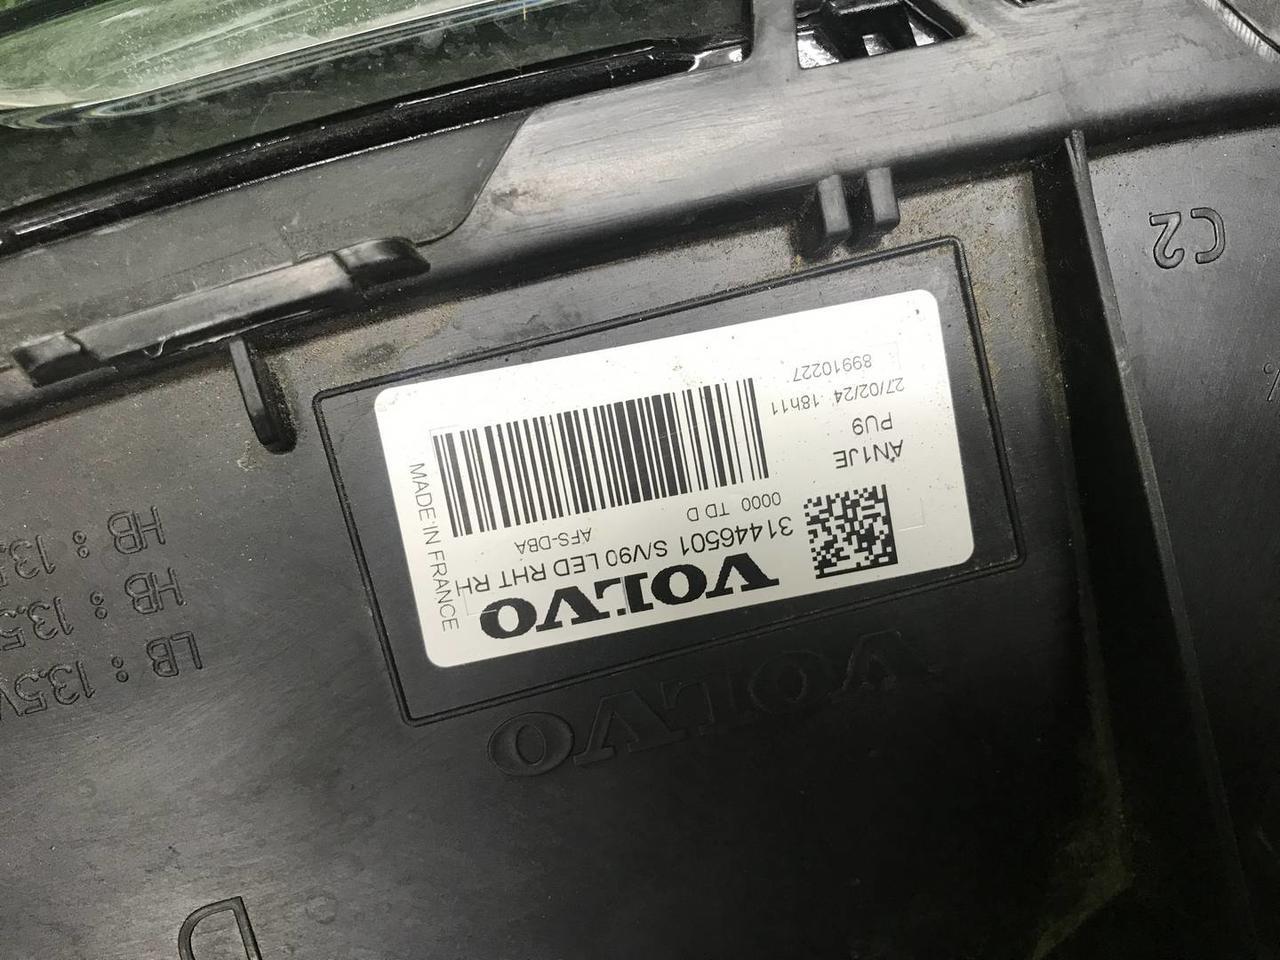 VOLVO
31446501 S/V90 LED RHT RH
0000 TD D
AFS-DBA
AN1JE
PU9
27/02/24 18h11
89910227
MADE IN FRANCE
VOLVO
LB : 13.5V
HB : 13.5
HB : 13.
C2
D